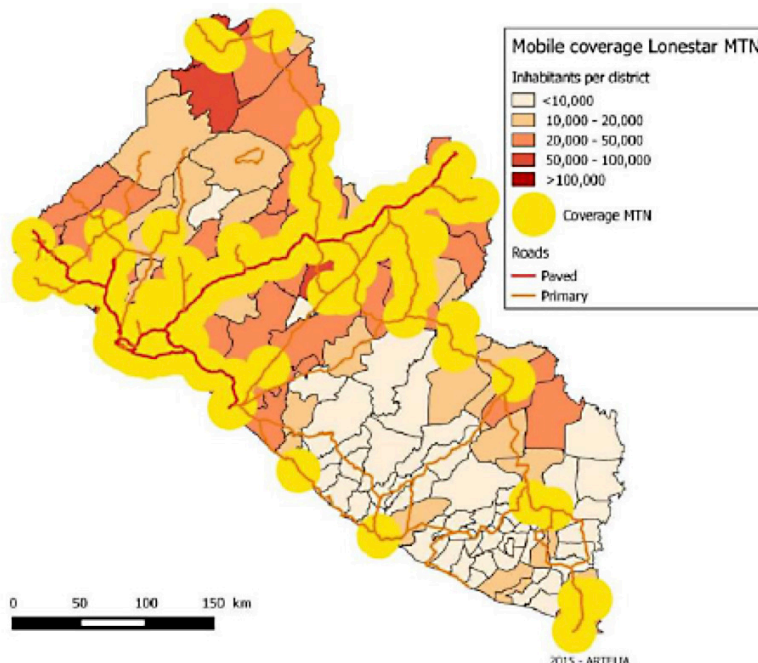 Mobile coverage Lonestar MTN
Inhabitants per district
<10,000
10,000 - 20,000
20,000 - 50,000
50,000 - 100,000
>100,000
Coverage MTN
Roads
Paved
Primary
0 50 100 150 km
2015 -